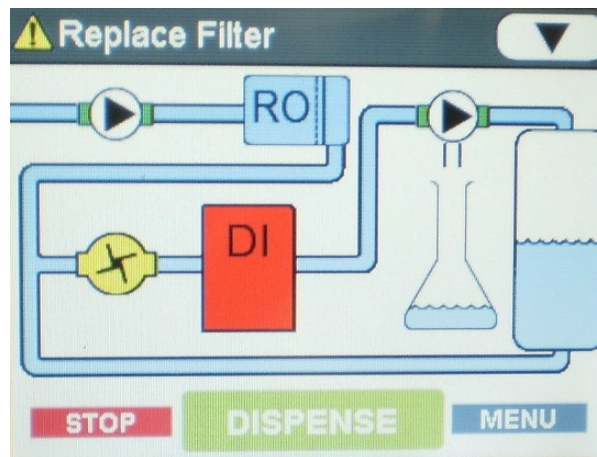 Replace Filter
RO
DI
STOP
DISPENSE
MENU